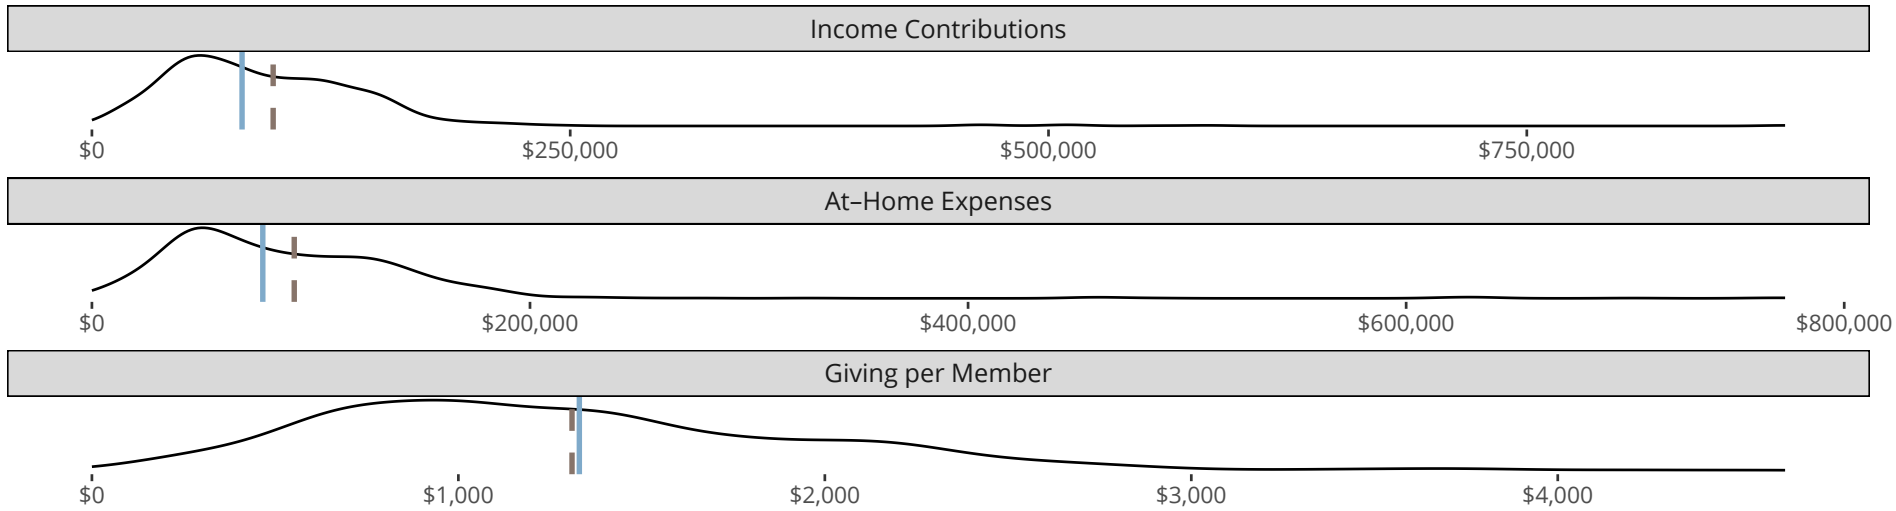 Income Contributions
$0 $250,000 $500,000 $750,000
At–Home Expenses
$0 $200,000 $400,000 $600,000 $800,000
Giving per Member
$0 $1,000 $2,000 $3,000 $4,000